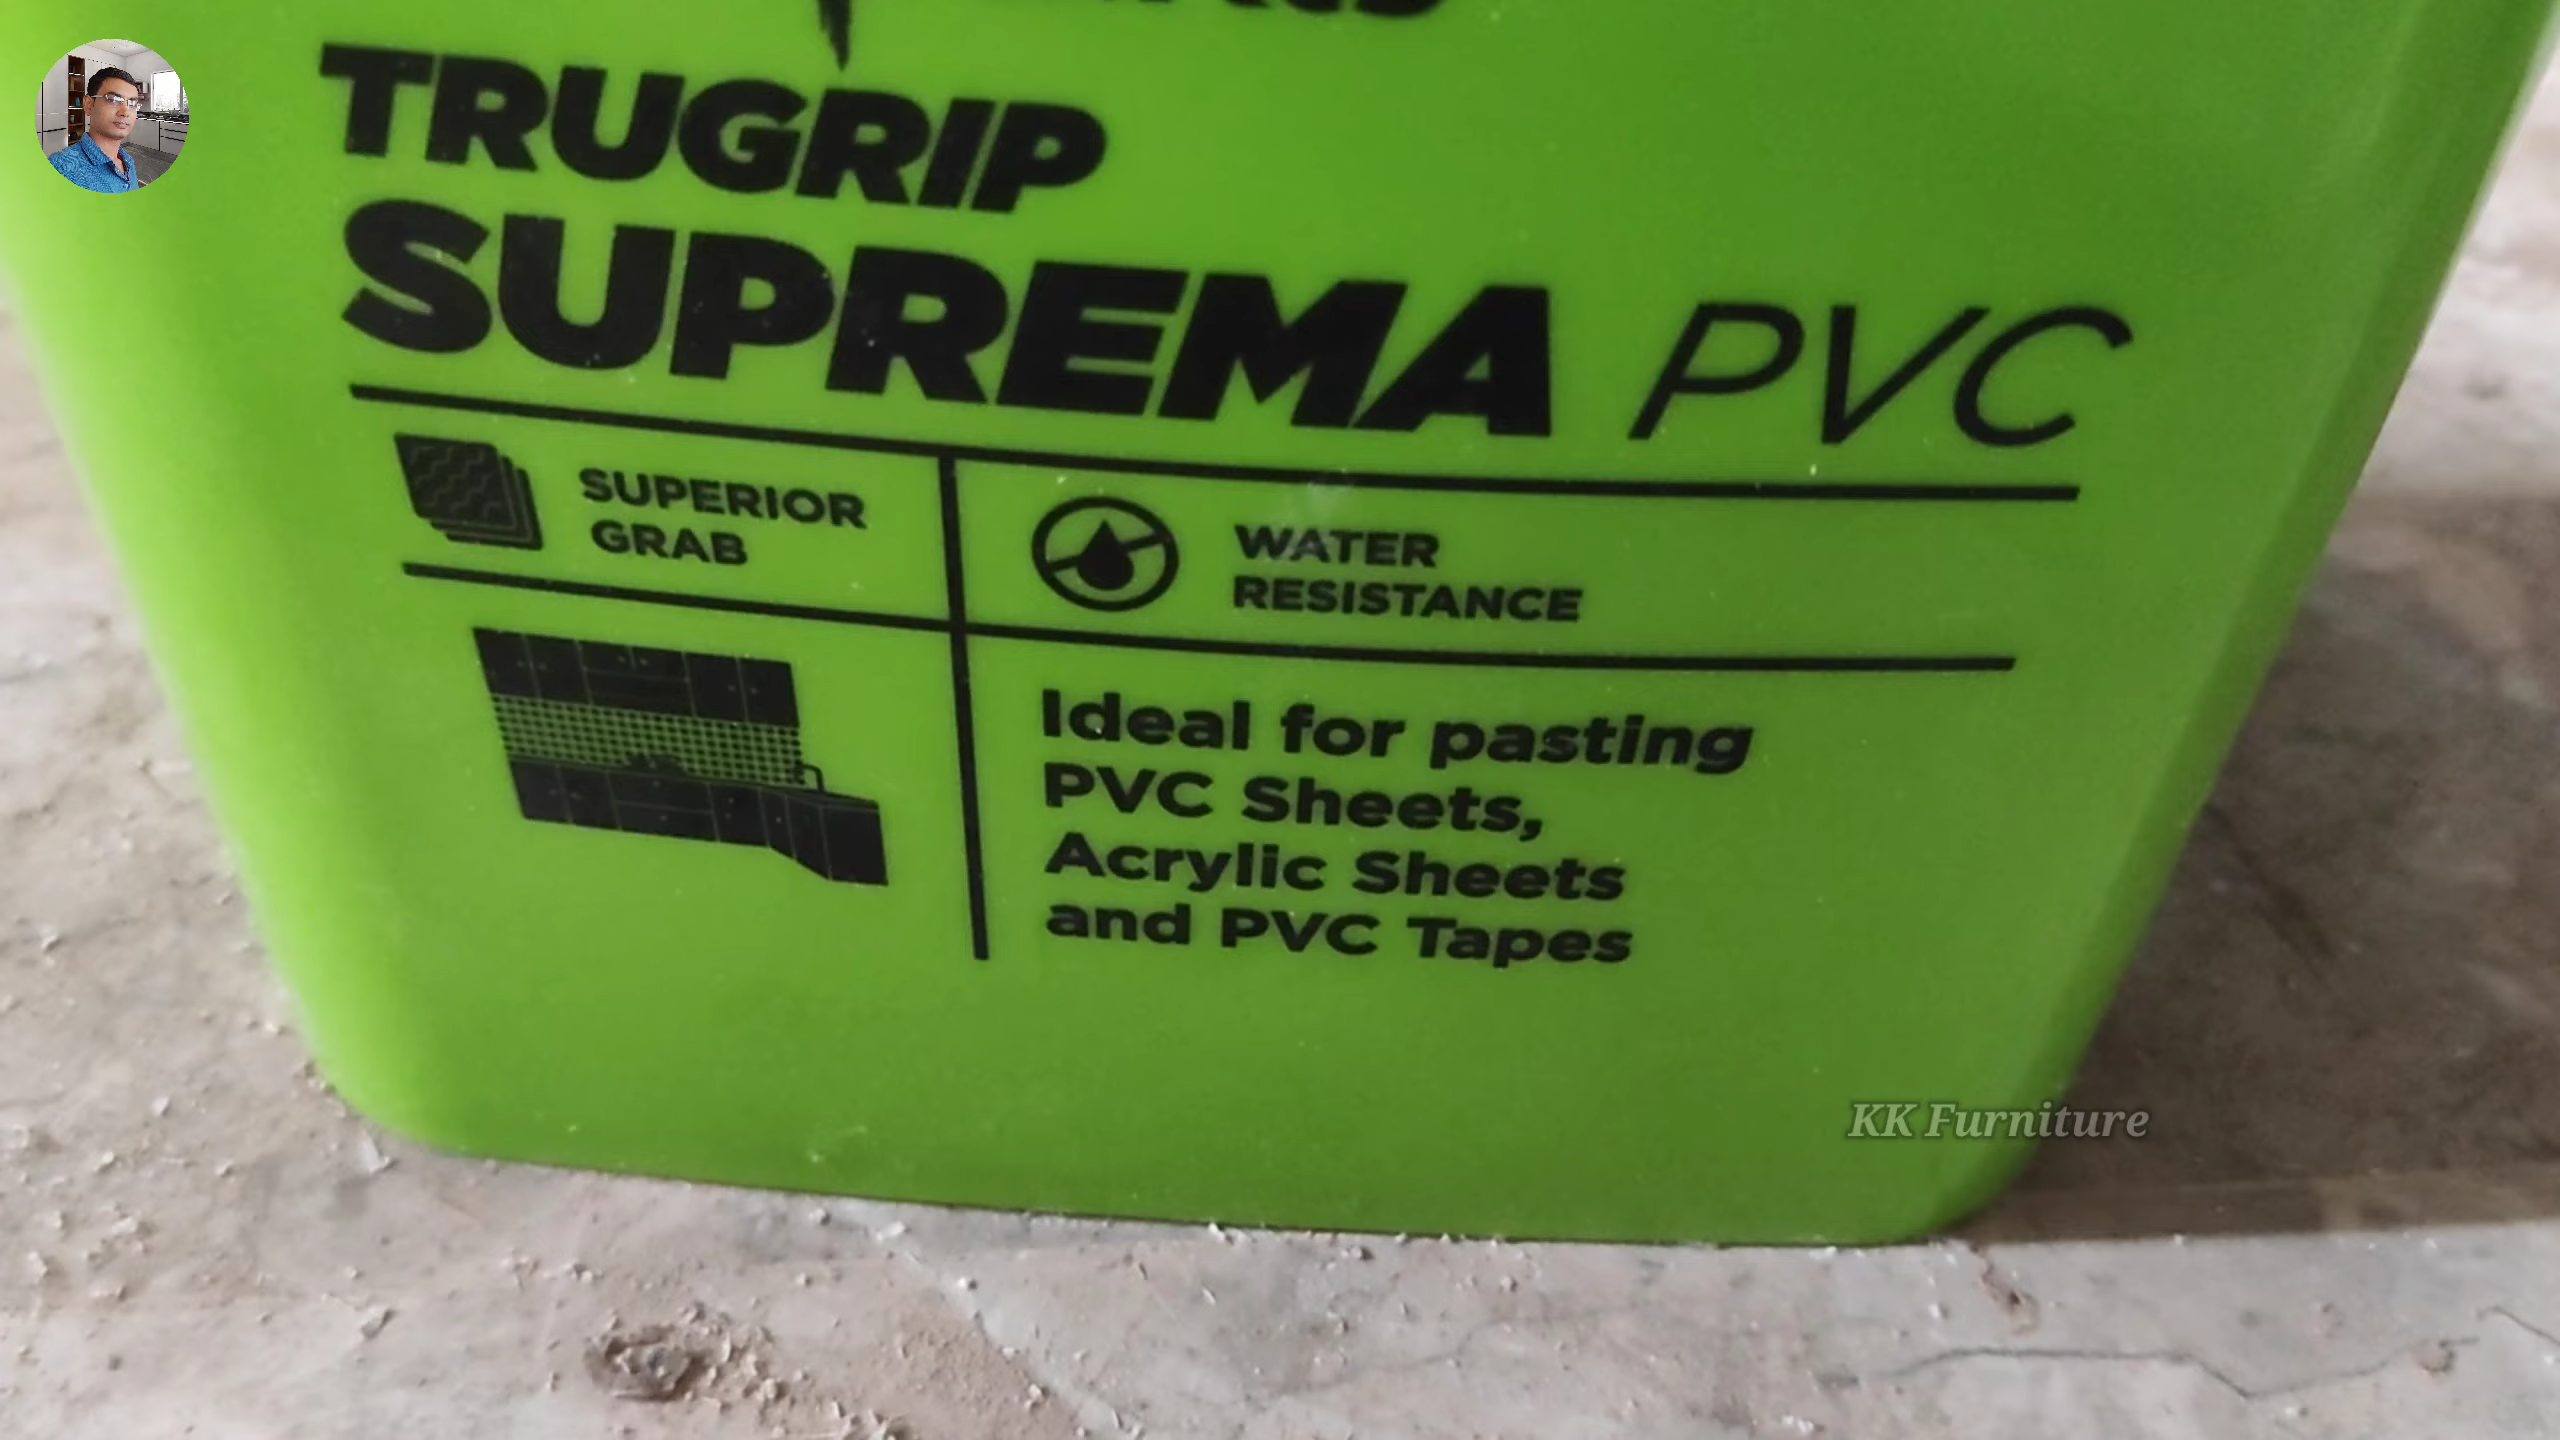 TRUGRIP
SUPREMA PVC
SUPERIOR
GRAB
WATER
RESISTANCE
Ideal for pasting
PVC Sheets,
Acrylic Sheets
and PVC Tapes
KK Furniture